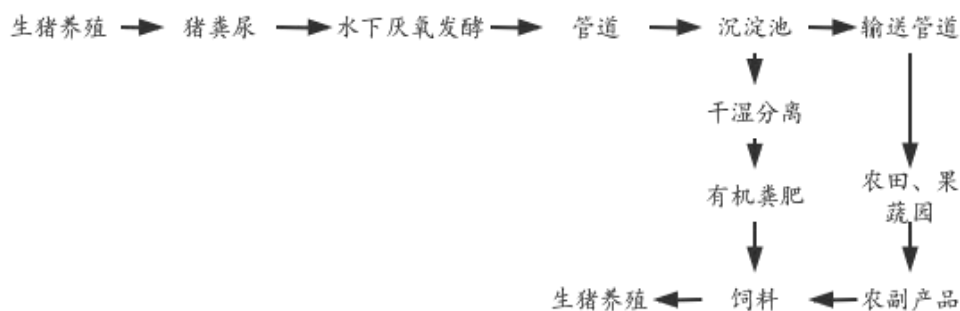 生猪养殖
猪粪尿
水下厌氧发酵
管道
沉淀池
输送管道
干湿分离
有机粪肥
农田、果
蔬园
生猪养殖
饲料
农副产品